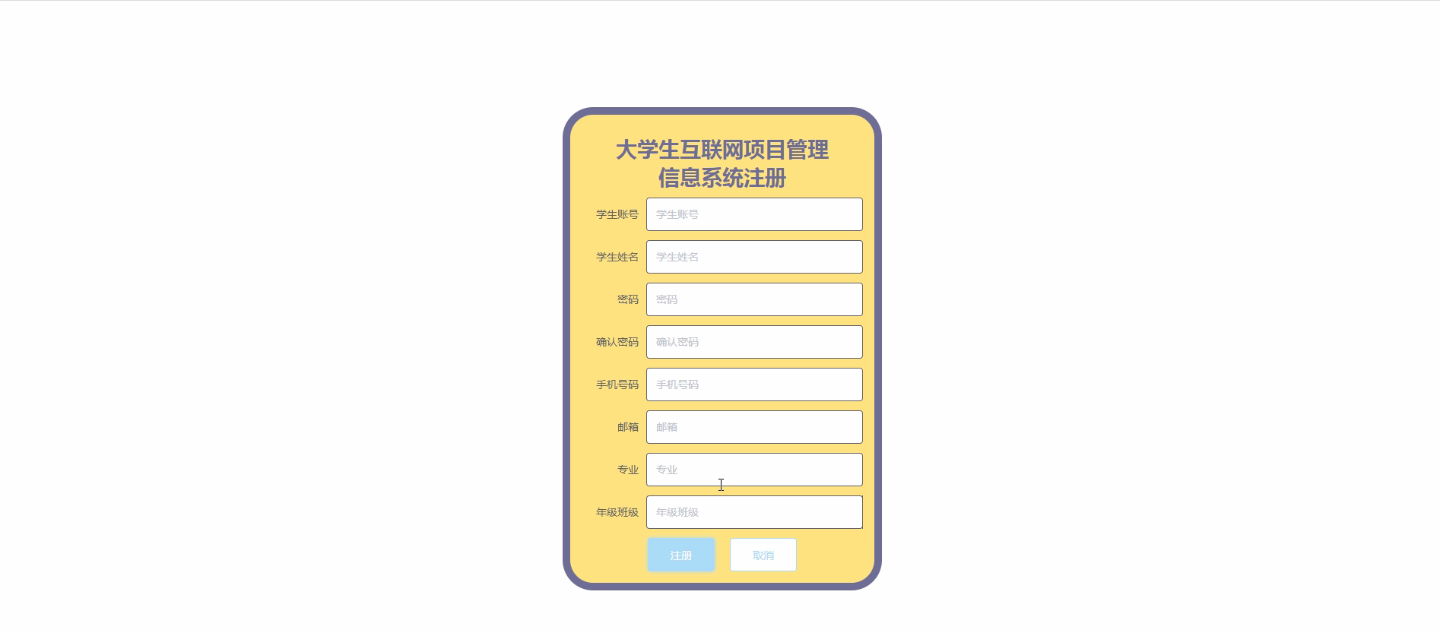 大学生互联网项目管理
信息系统注册
学生账号 学生账号
学生姓名 学生姓名
密码 密码
确认密码 确认密码
手机号码 手机号码
邮箱 邮箱
专业 专业
年级班级 年级班级
注册 取消